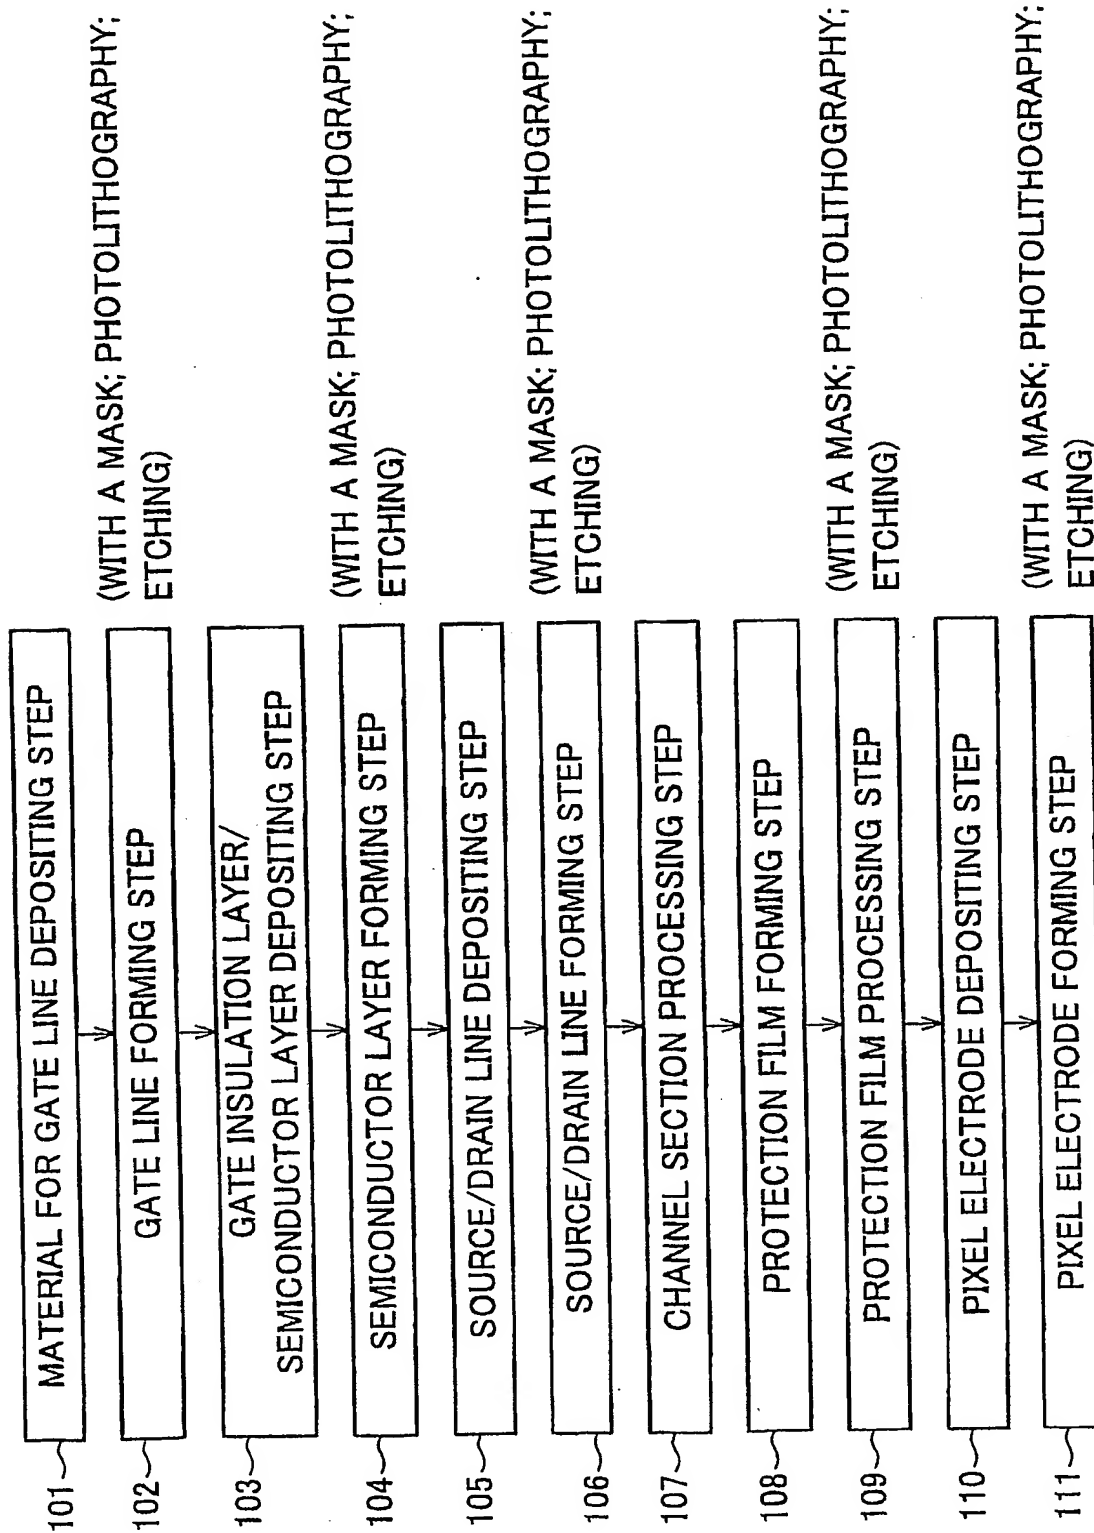 101
MATERIAL FOR GATE LINE DEPOSITING STEP
102
GATE LINE FORMING STEP
(WITH A MASK; PHOTOLITHOGRAPHY;
ETCHING)
103
GATE INSULATION LAYER/
SEMICONDUCTOR LAYER DEPOSITING STEP
104
SEMICONDUCTOR LAYER FORMING STEP
(WITH A MASK; PHOTOLITHOGRAPHY;
ETCHING)
105
SOURCE/DRAIN LINE DEPOSITING STEP
106
SOURCE/DRAIN LINE FORMING STEP
(WITH A MASK; PHOTOLITHOGRAPHY;
ETCHING)
107
CHANNEL SECTION PROCESSING STEP
108
PROTECTION FILM FORMING STEP
109
PROTECTION FILM PROCESSING STEP
(WITH A MASK; PHOTOLITHOGRAPHY;
ETCHING)
110
PIXEL ELECTRODE DEPOSITING STEP
111
PIXEL ELECTRODE FORMING STEP
(WITH A MASK; PHOTOLITHOGRAPHY;
ETCHING)